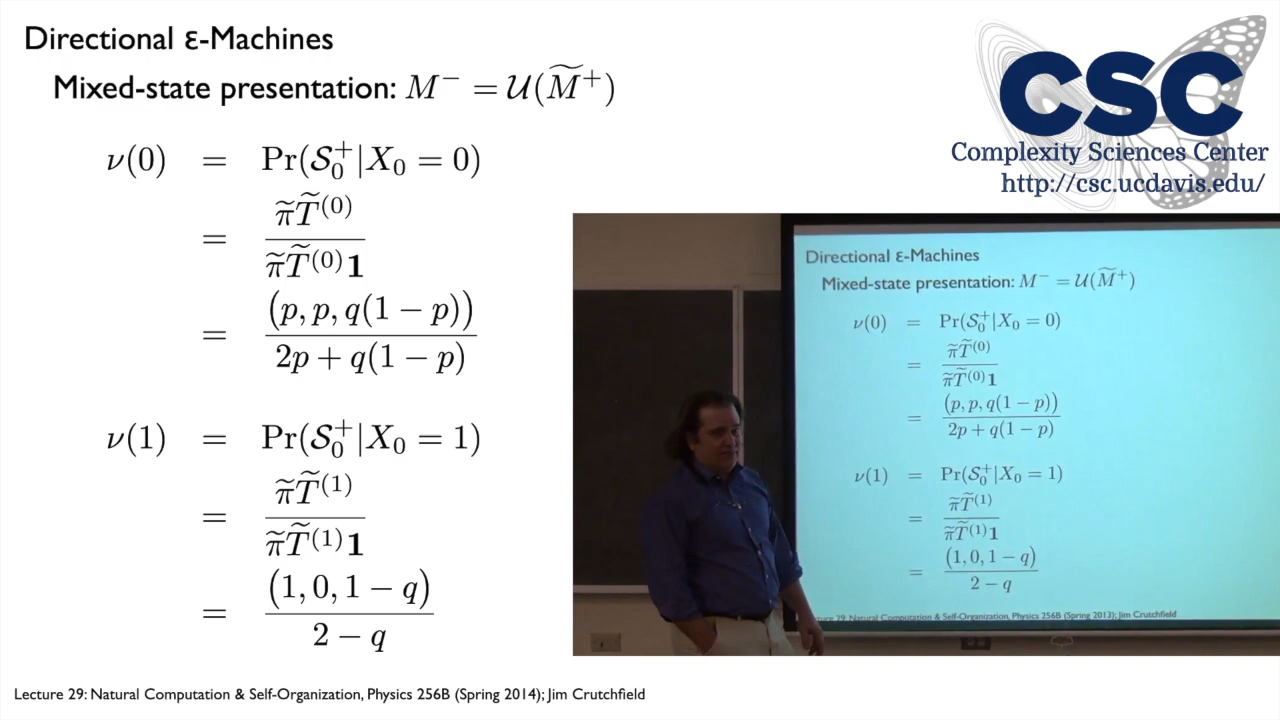 Directional ε-Machines
Mixed-state presentation: M⁻ = 𝒰(M̃⁺)
ν(0) = Pr(𝒮₀⁺|X₀ = 0)
= π̃T̃⁽⁰⁾ / π̃T̃⁽⁰⁾𝟏
= (p, p, q(1 − p)) / 2p + q(1 − p)
ν(1) = Pr(𝒮₀⁺|X₀ = 1)
= π̃T̃⁽¹⁾ / π̃T̃⁽¹⁾𝟏
= (1, 0, 1 − q) / 2 − q
Lecture 29: Natural Computation & Self-Organization, Physics 256B (Spring 2014); Jim Crutchfield
CSC
Complexity Sciences Center
http://csc.ucdavis.edu/
Directional ε-Machines
Mixed-state presentation: M⁻ = 𝒰(M̃⁺)
ν(0) = Pr(𝒮₀⁺|X₀ = 0)
= π̃T̃⁽⁰⁾ / π̃T̃⁽⁰⁾𝟏
= (p, p, q(1 − p)) / 2p + q(1 − p)
ν(1) = Pr(𝒮₀⁺|X₀ = 1)
= π̃T̃⁽¹⁾ / π̃T̃⁽¹⁾𝟏
= (1, 0, 1 − q) / 2 − q
29, Natural Computation & Self-Organization, Physics 256B (Spring 2013); Jim Crutchfield